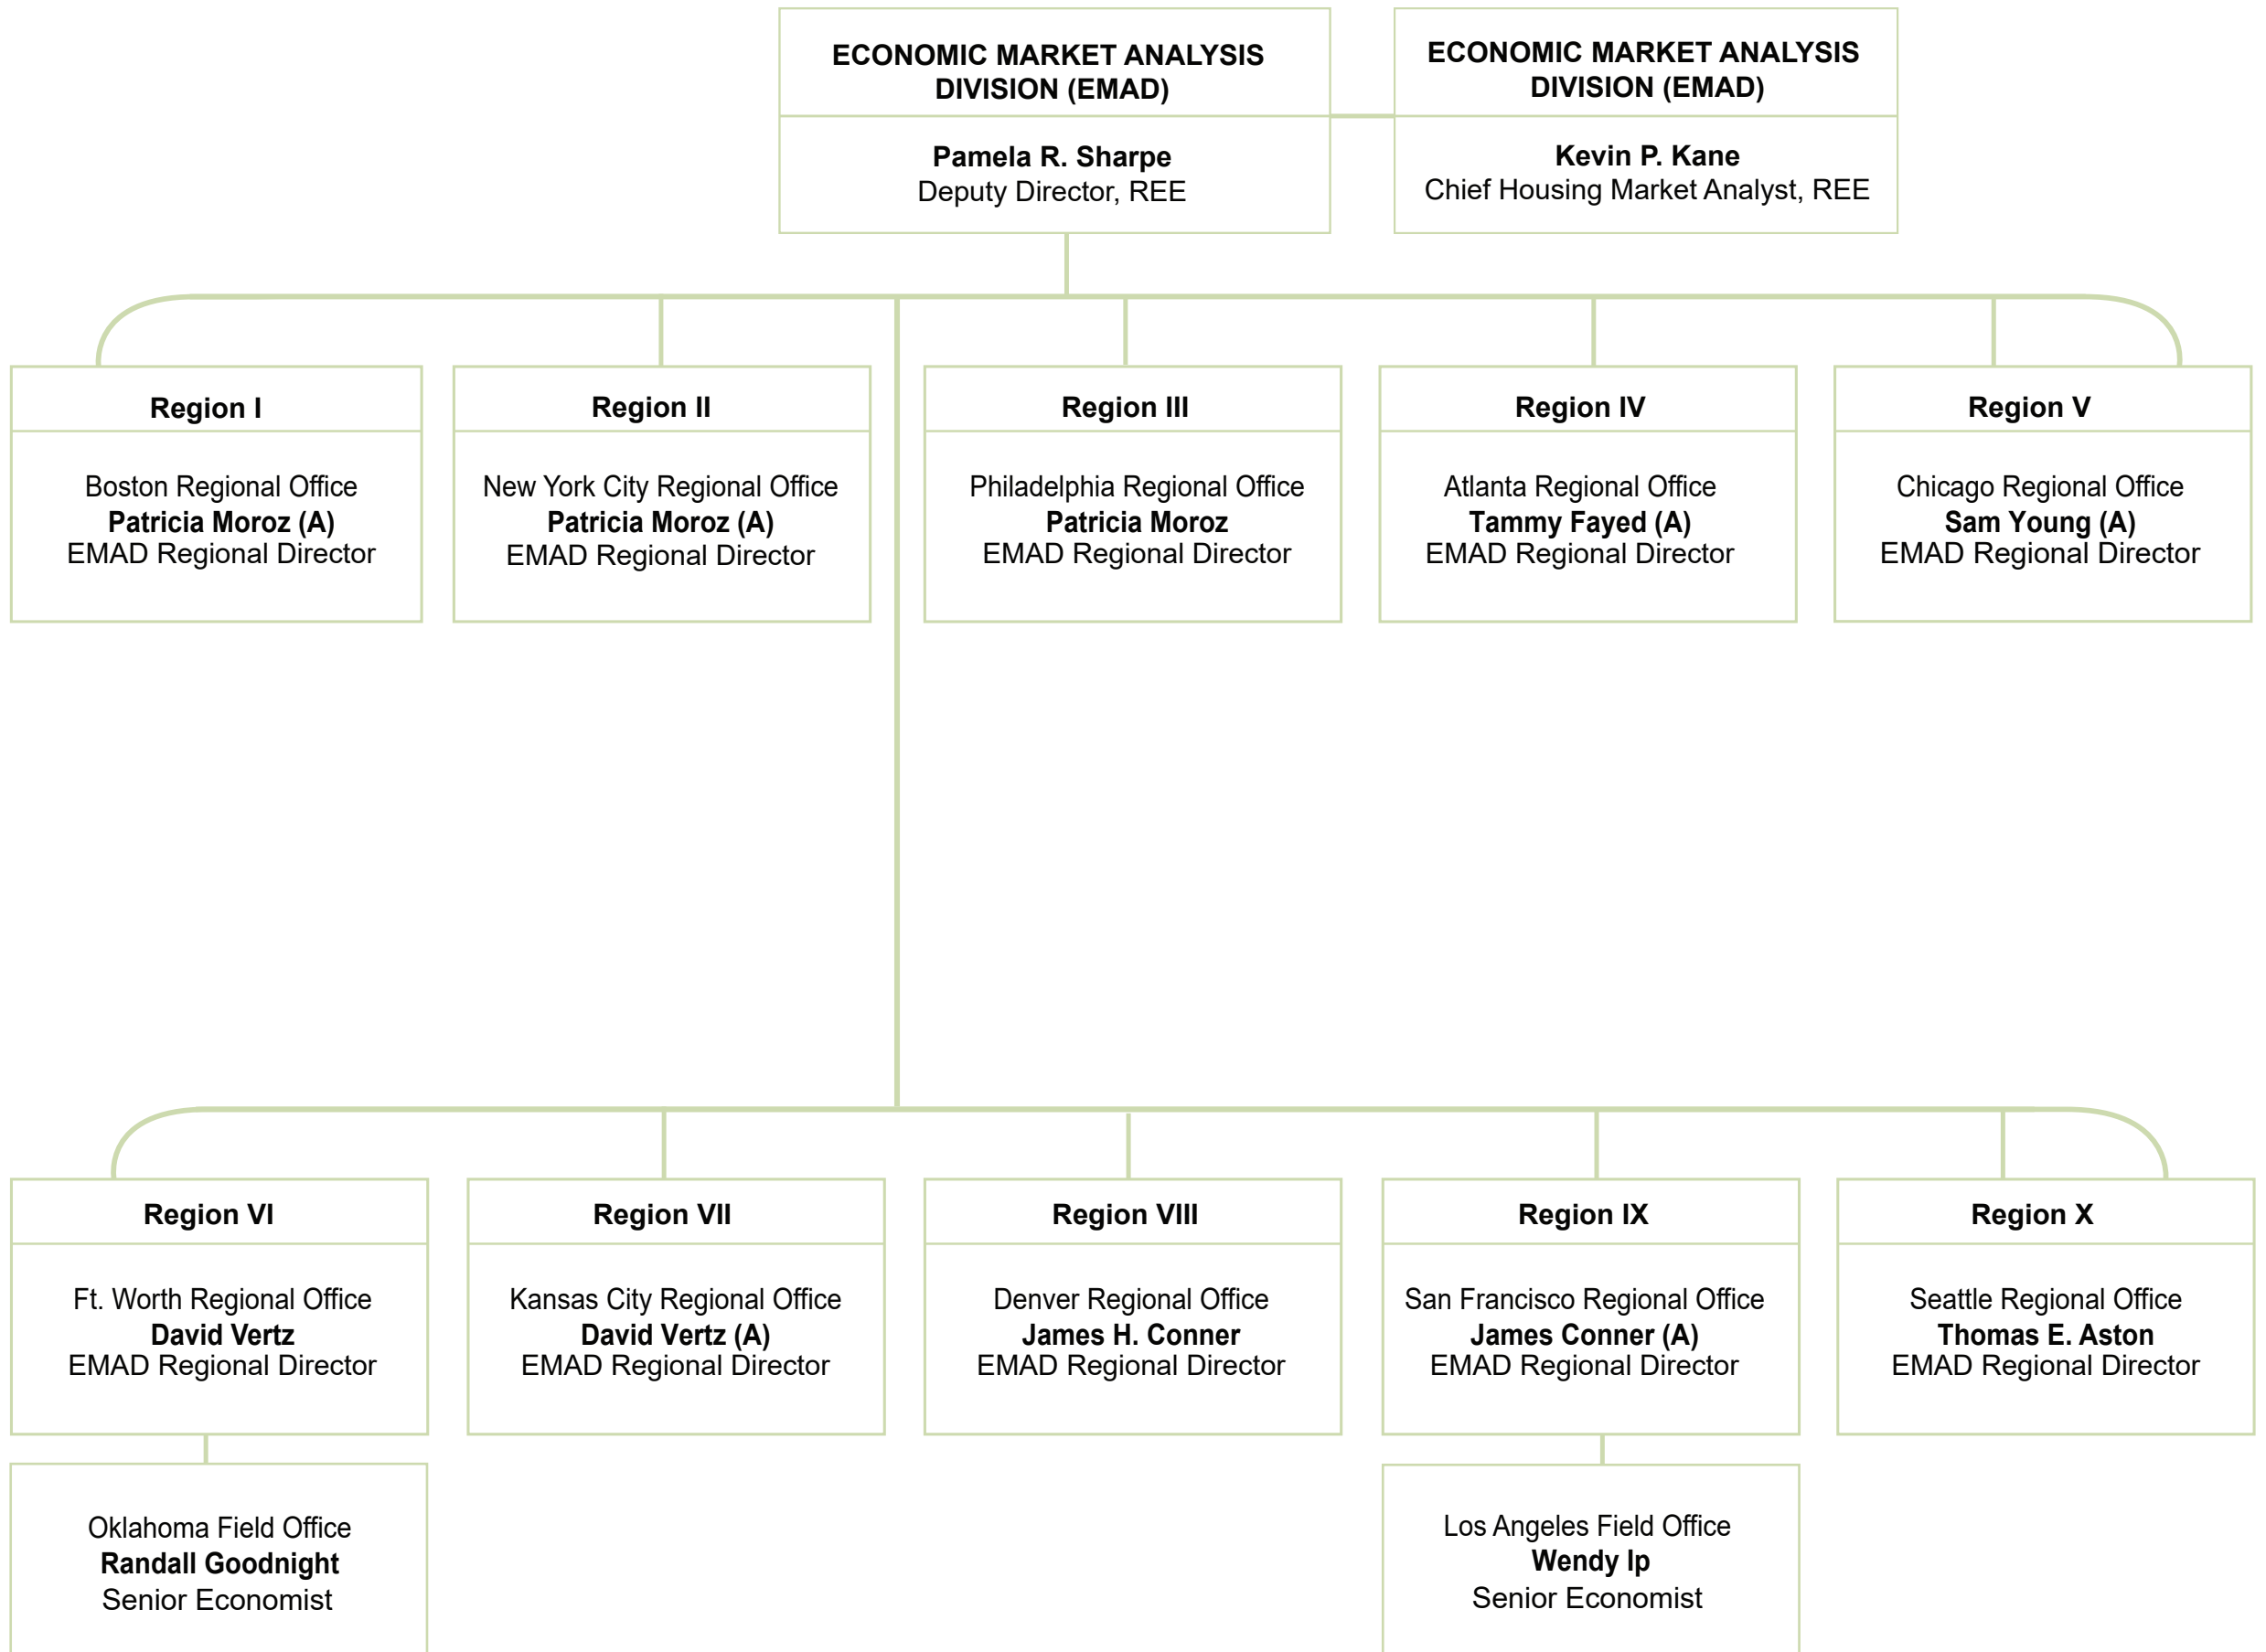 ECONOMIC MARKET ANALYSIS
DIVISION (EMAD)
Pamela R. Sharpe
Deputy Director, REE
ECONOMIC MARKET ANALYSIS
DIVISION (EMAD)
Kevin P. Kane
Chief Housing Market Analyst, REE
Region I
Boston Regional Office
Patricia Moroz (A)
EMAD Regional Director
Region II
New York City Regional Office
Patricia Moroz (A)
EMAD Regional Director
Region III
Philadelphia Regional Office
Patricia Moroz
EMAD Regional Director
Region IV
Atlanta Regional Office
Tammy Fayed (A)
EMAD Regional Director
Region V
Chicago Regional Office
Sam Young (A)
EMAD Regional Director
Region VI
Ft. Worth Regional Office
David Vertz
EMAD Regional Director
Region VII
Kansas City Regional Office
David Vertz (A)
EMAD Regional Director
Region VIII
Denver Regional Office
James H. Conner
EMAD Regional Director
Region IX
San Francisco Regional Office
James Conner (A)
EMAD Regional Director
Region X
Seattle Regional Office
Thomas E. Aston
EMAD Regional Director
Oklahoma Field Office
Randall Goodnight
Senior Economist
Los Angeles Field Office
Wendy Ip
Senior Economist